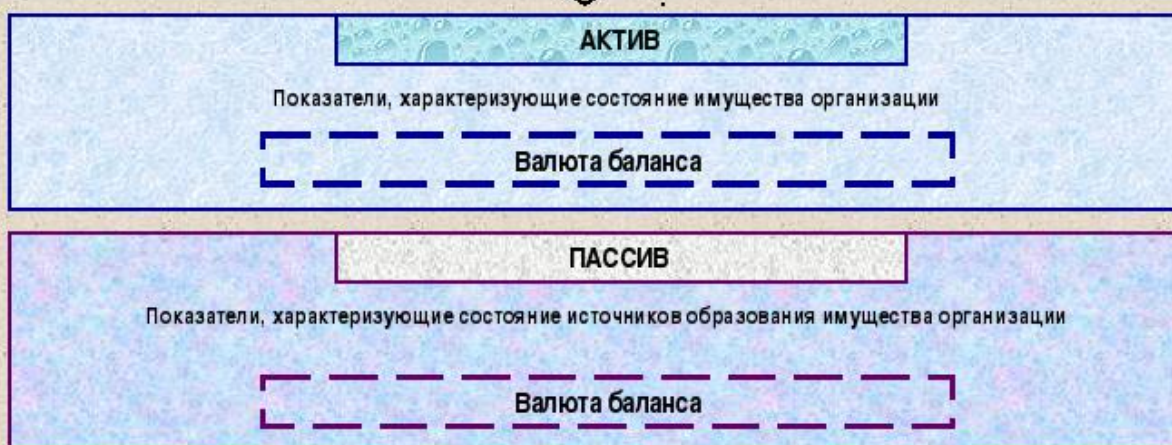 АКТИВ
Показатели, характеризующие состояние имущества организации
Валюта баланса
ПАССИВ
Показатели, характеризующие состояние источников образования имущества организации
Валюта баланса